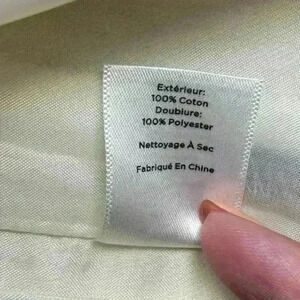 Extérieur:
100% Coton
Doublure:
100% Polyester
Nettoyage À Sec
Fabriqué En Chine